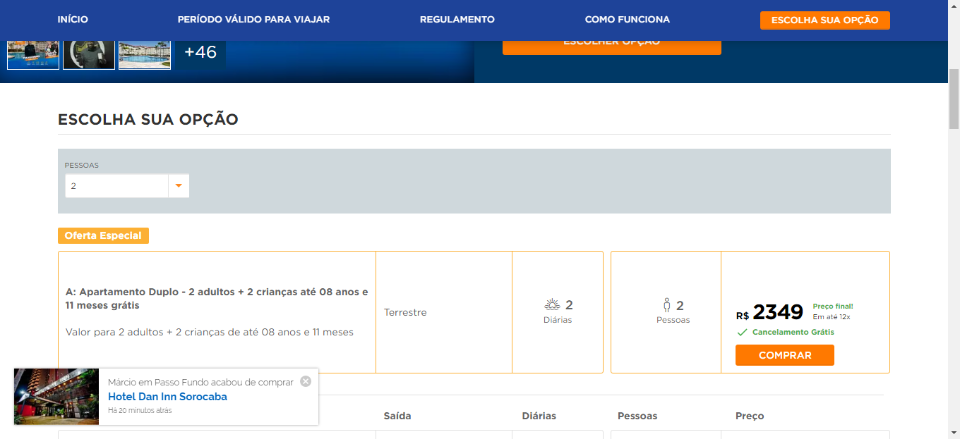 INÍCIO
PERÍODO VÁLIDO PARA VIAJAR
REGULAMENTO
COMO FUNCIONA
ESCOLHA SUA OPÇÃO
+46
ESCOLHER OPÇÃO
ESCOLHA SUA OPÇÃO
PESSOAS
2
Oferta Especial
A: Apartamento Duplo - 2 adultos + 2 crianças até 08 anos e
11 meses grátis
Valor para 2 adultos + 2 crianças de até 08 anos e 11 meses
Terrestre
2
Diárias
2
Pessoas
R$ 2349
Preço final!
Em até 12x
Cancelamento Grátis
COMPRAR
Márcio em Passo Fundo acabou de comprar
Hotel Dan Inn Sorocaba
Há 20 minutos atrás
Saída
Diárias
Pessoas
Preço